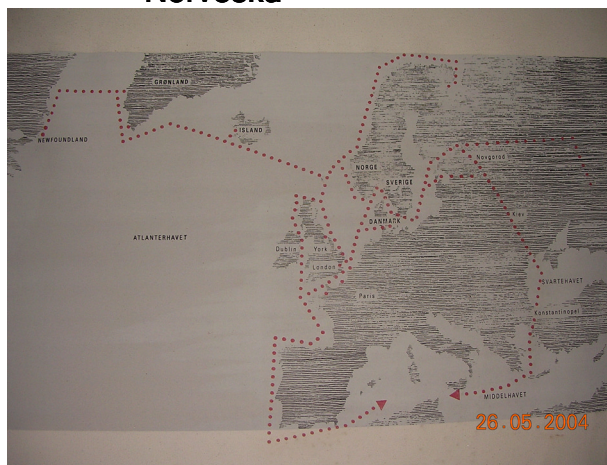 Norveška
GRØNLAND
ISLAND
NEWFOUNDLAND
NORGE
Novgorod
SVERIGE
Kiev
DANMARK
ATLANTERHAVET
Dublin
York
London
SVARTEHAVET
Paris
Konstantinopel
MIDDELHAVET
26.05.2004